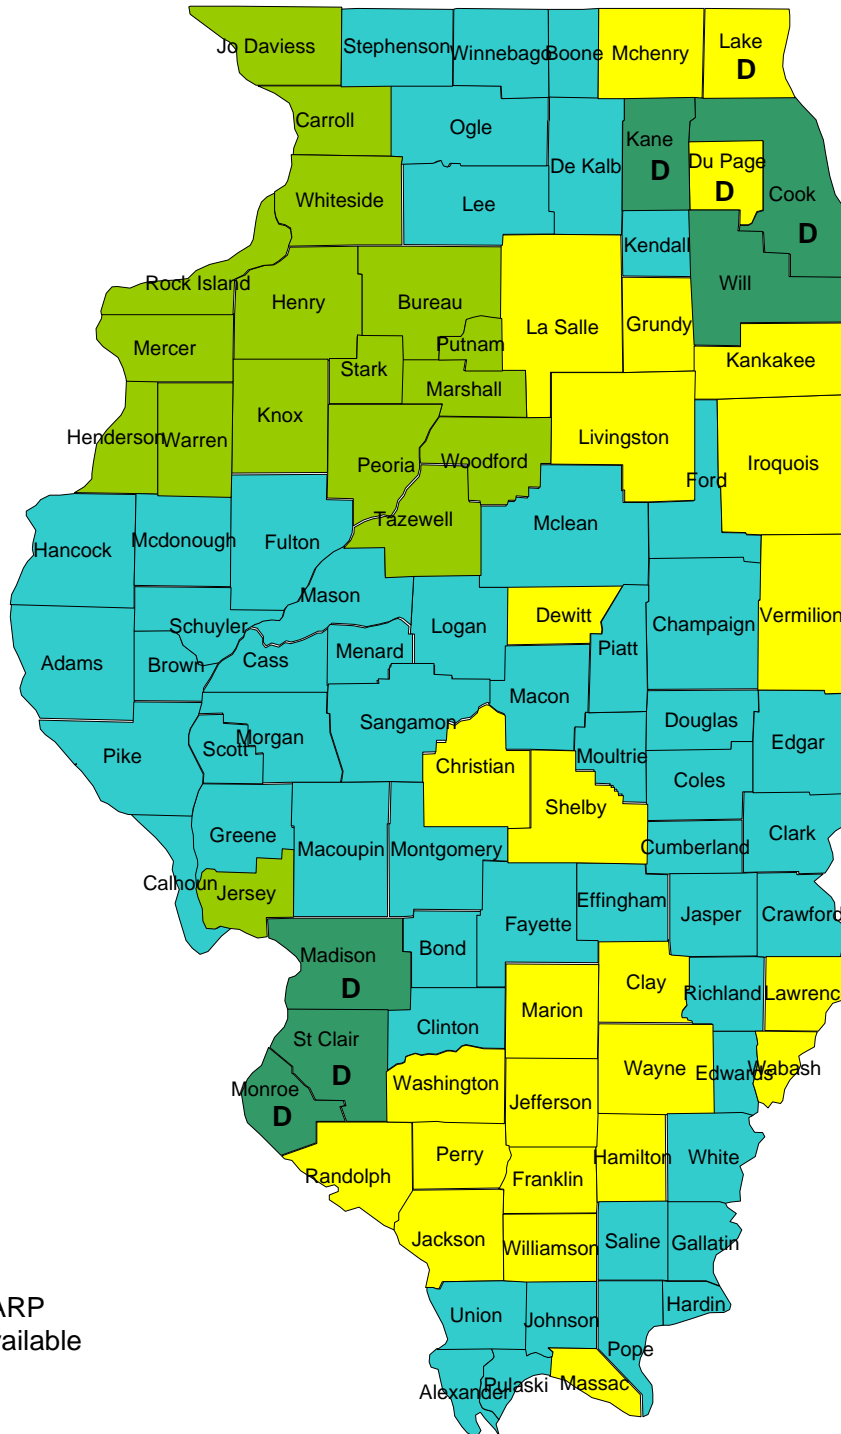 Jo Daviess
Stephenson
Winnebago
Boone
Mchenry
Lake
D
Carroll
Ogle
De Kalb
Kane
D
Du Page
D
Cook
D
Whiteside
Lee
Kendall
Will
Rock Island
Henry
Bureau
La Salle
Grundy
Mercer
Putnam
Kankakee
Stark
Marshall
Henderson
Warren
Knox
Livingston
Iroquois
Peoria
Woodford
Ford
Tazewell
Mclean
Hancock
Mcdonough
Fulton
Mason
Dewitt
Vermilion
Schuyler
Logan
Champaign
Adams
Brown
Cass
Menard
Piatt
Macon
Pike
Scott
Morgan
Sangamon
Douglas
Edgar
Christian
Moultrie
Coles
Shelby
Greene
Macoupin
Montgomery
Cumberland
Clark
Calhoun
Jersey
Effingham
Fayette
Jasper
Crawford
Madison
D
Bond
Clay
Richland
Lawrenc
Marion
St Clair
D
Clinton
Monroe
D
Washington
Wayne
Edwards
Wabash
Jefferson
Randolph
Perry
Franklin
Hamilton
White
Jackson
Williamson
Saline
Gallatin
ARP
vailable
Union
Johnson
Hardin
Pope
Alexander
Pulaski
Massac